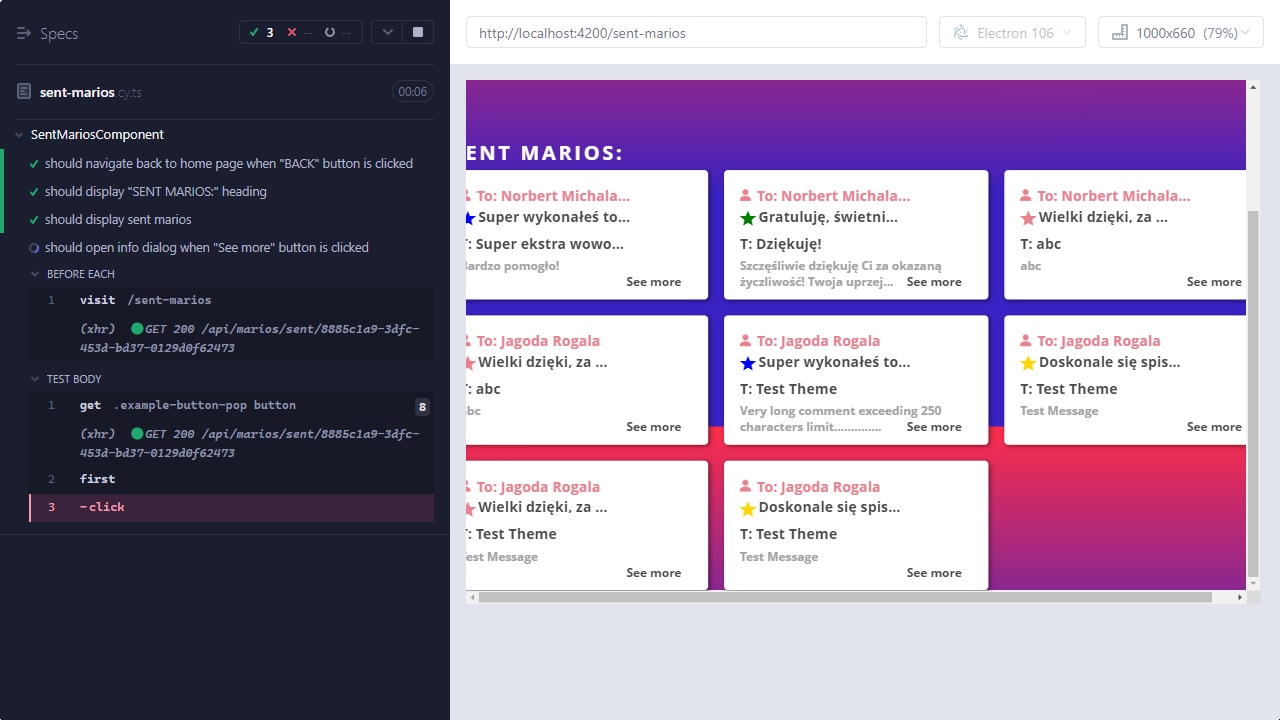 Specs
3 -- --
sent-marios.cy.ts
00:06
SentMariosComponent
should navigate back to home page when "BACK" button is clicked
should display "SENT MARIOS:" heading
should display sent marios
should open info dialog when "See more" button is clicked
BEFORE EACH
1 visit /sent-marios
(xhr) GET 200 /api/marios/sent/8885c1a9-3dfc-
453d-bd37-0129d0f62473
TEST BODY
1 get .example-button-pop button 8
(xhr) GET 200 /api/marios/sent/8885c1a9-3dfc-
453d-bd37-0129d0f62473
2 first
3 -click
http://localhost:4200/sent-marios
Electron 106
1000x660 (79%)
ENT MARIOS:
To: Norbert Michala...
Super wykonałeś to...
T: Super ekstra wowo...
Bardzo pomogło!
See more
To: Norbert Michala...
Gratuluję, świetni...
T: Dziękuję!
Szczęśliwie dziękuję Ci za okazaną
życzliwość! Twoja uprzej...
See more
To: Norbert Michala...
Wielki dzięki, za ...
T: abc
abc
See more
To: Jagoda Rogala
Wielki dzięki, za ...
T: abc
abc
See more
To: Jagoda Rogala
Super wykonałeś to...
T: Test Theme
Very long comment exceeding 250
characters limit..............
See more
To: Jagoda Rogala
Doskonale się spis...
T: Test Theme
Test Message
See more
To: Jagoda Rogala
Wielki dzięki, za ...
T: Test Theme
Test Message
See more
To: Jagoda Rogala
Doskonale się spis...
T: Test Theme
Test Message
See more